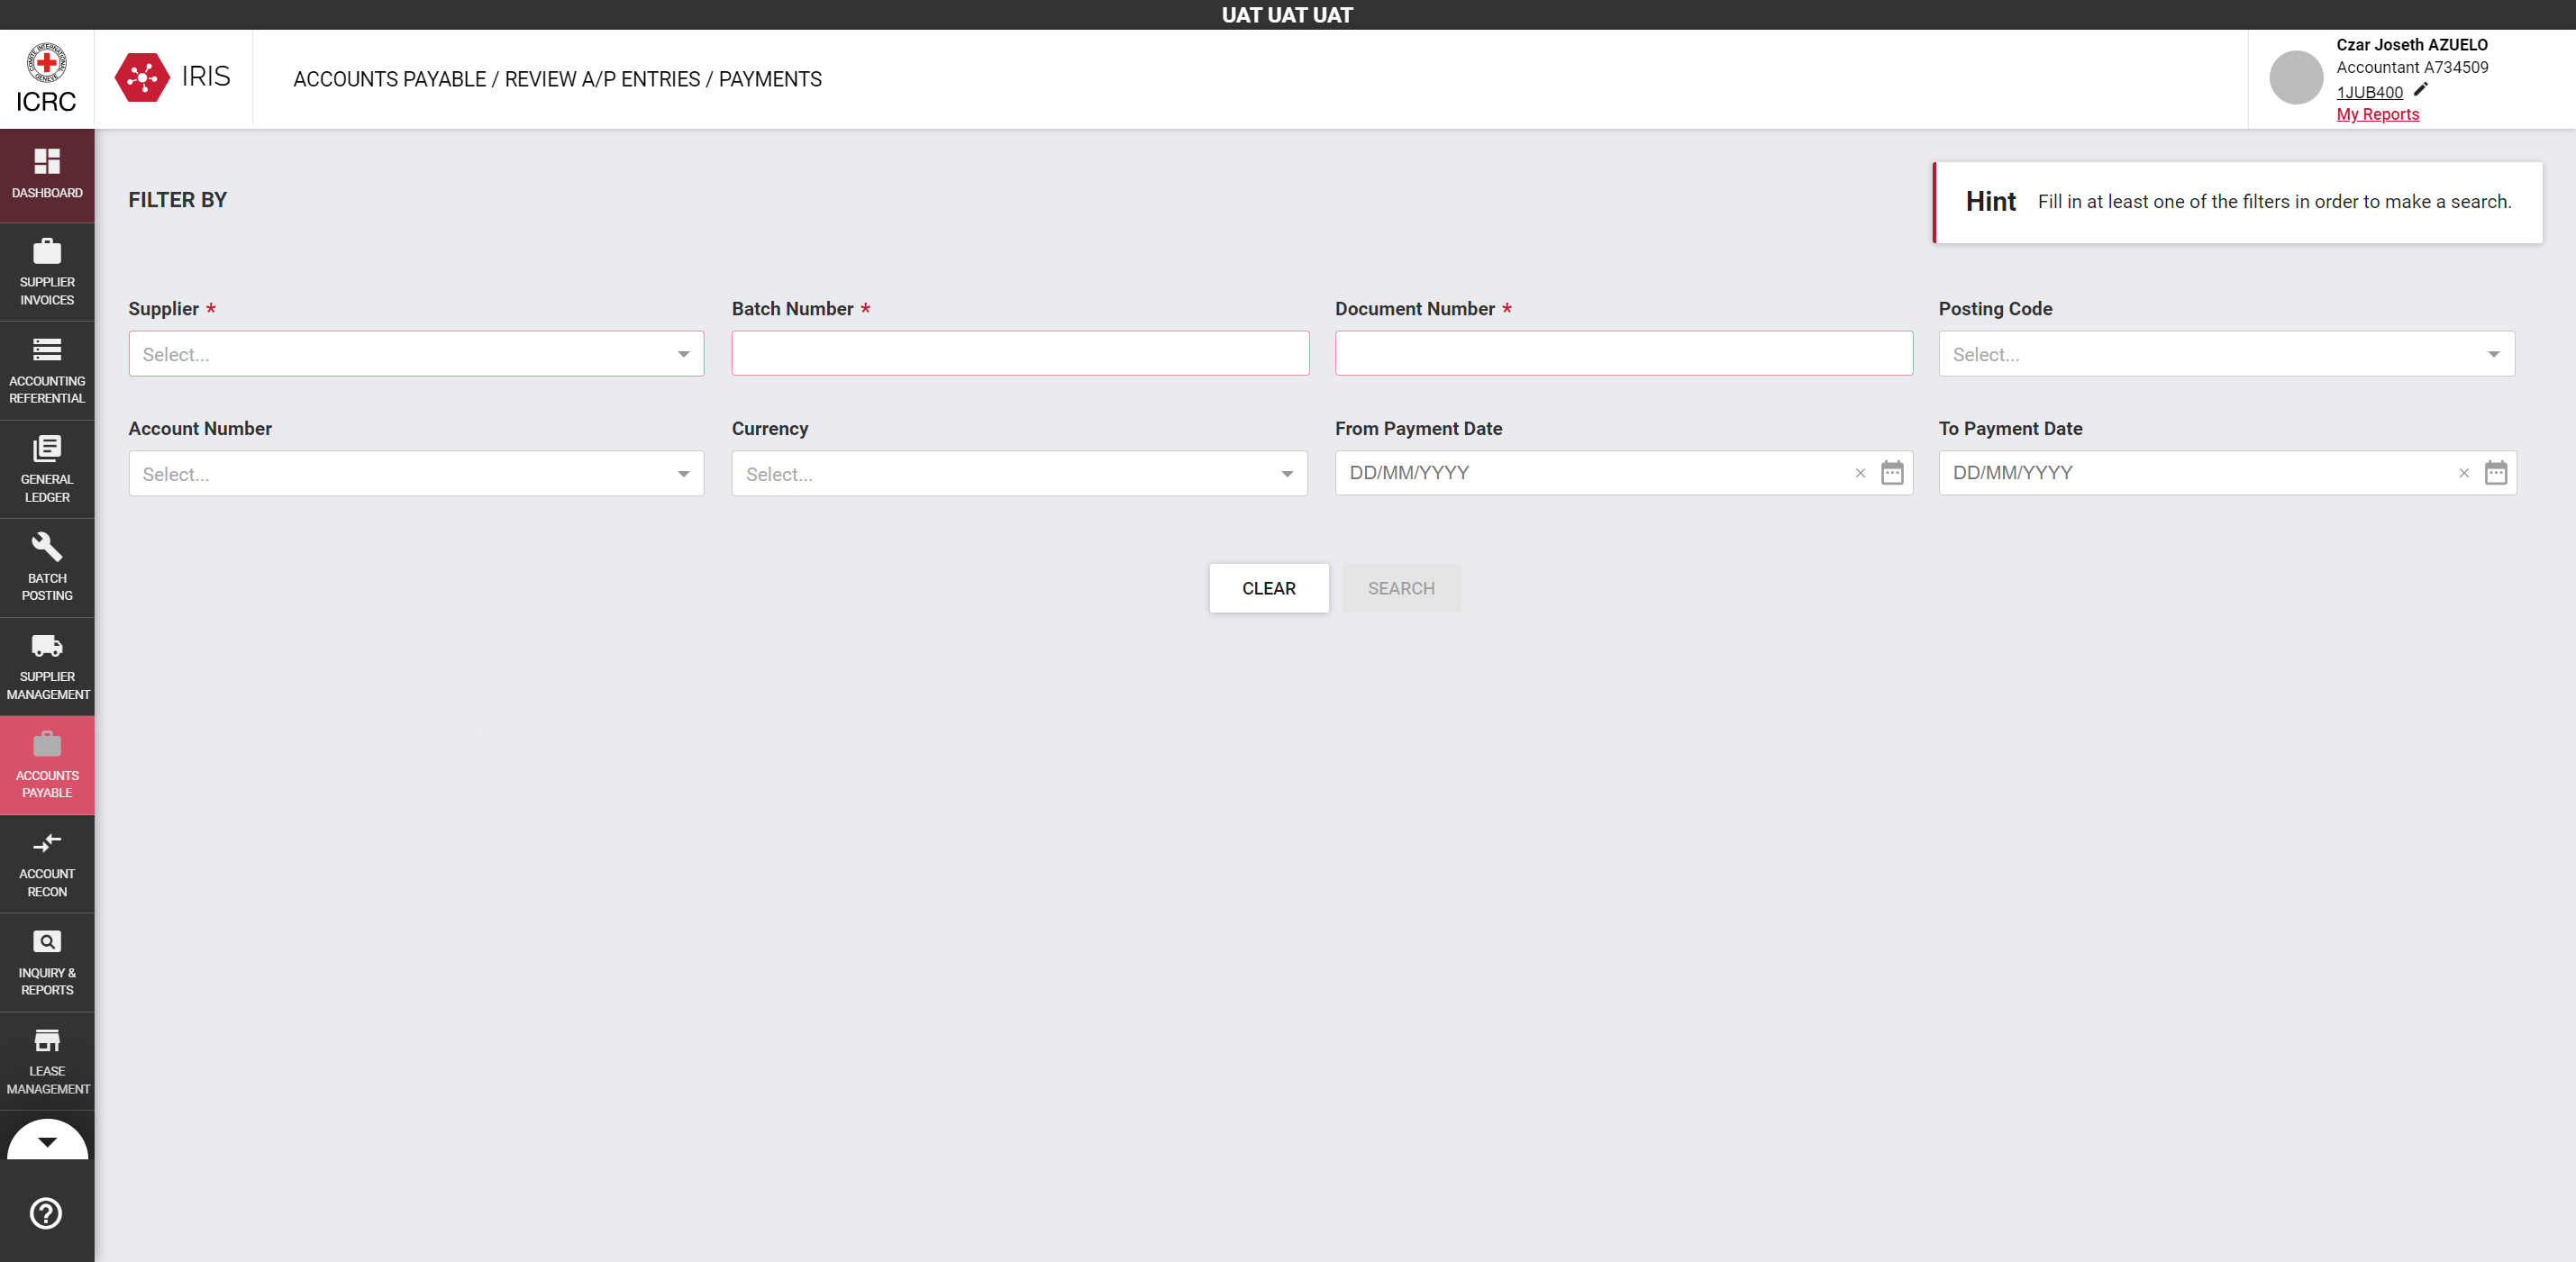 UAT UAT UAT
ICRC
IRIS
ACCOUNTS PAYABLE / REVIEW A/P ENTRIES / PAYMENTS
Czar Joseth AZUELO
Accountant A734509
1JUB400
My Reports
DASHBOARD
SUPPLIER
INVOICES
ACCOUNTING
REFERENTIAL
GENERAL
LEDGER
BATCH
POSTING
SUPPLIER
MANAGEMENT
ACCOUNTS
PAYABLE
ACCOUNT
RECON
INQUIRY &
REPORTS
LEASE
MANAGEMENT
FILTER BY
Hint Fill in at least one of the filters in order to make a search.
Supplier * Batch Number * Document Number * Posting Code
Select... Select...
Account Number Currency From Payment Date To Payment Date
Select... Select... DD/MM/YYYY DD/MM/YYYY
CLEAR SEARCH